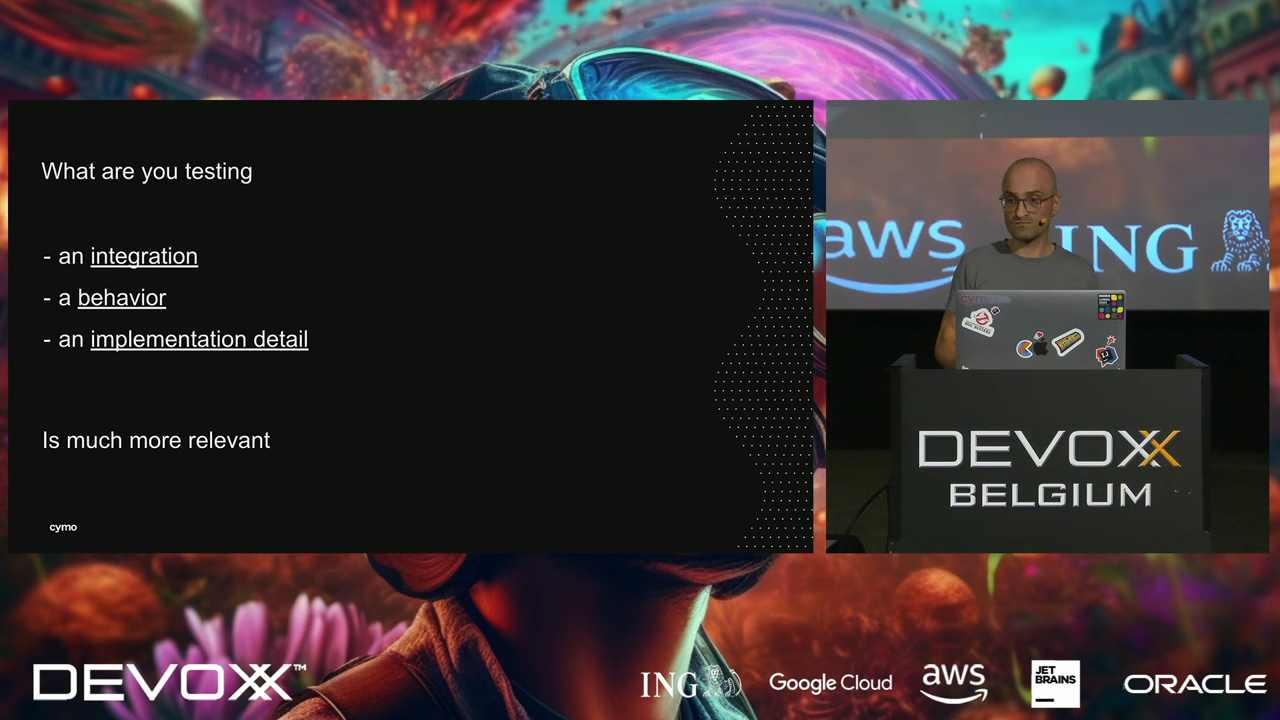 What are you testing
- an integration
- a behavior
- an implementation detail
Is much more relevant
cymo
aws
ING
DEVOXX
BELGIUM
DEVOXX™
ING
Google Cloud
aws
JET
BRAINS
ORACLE